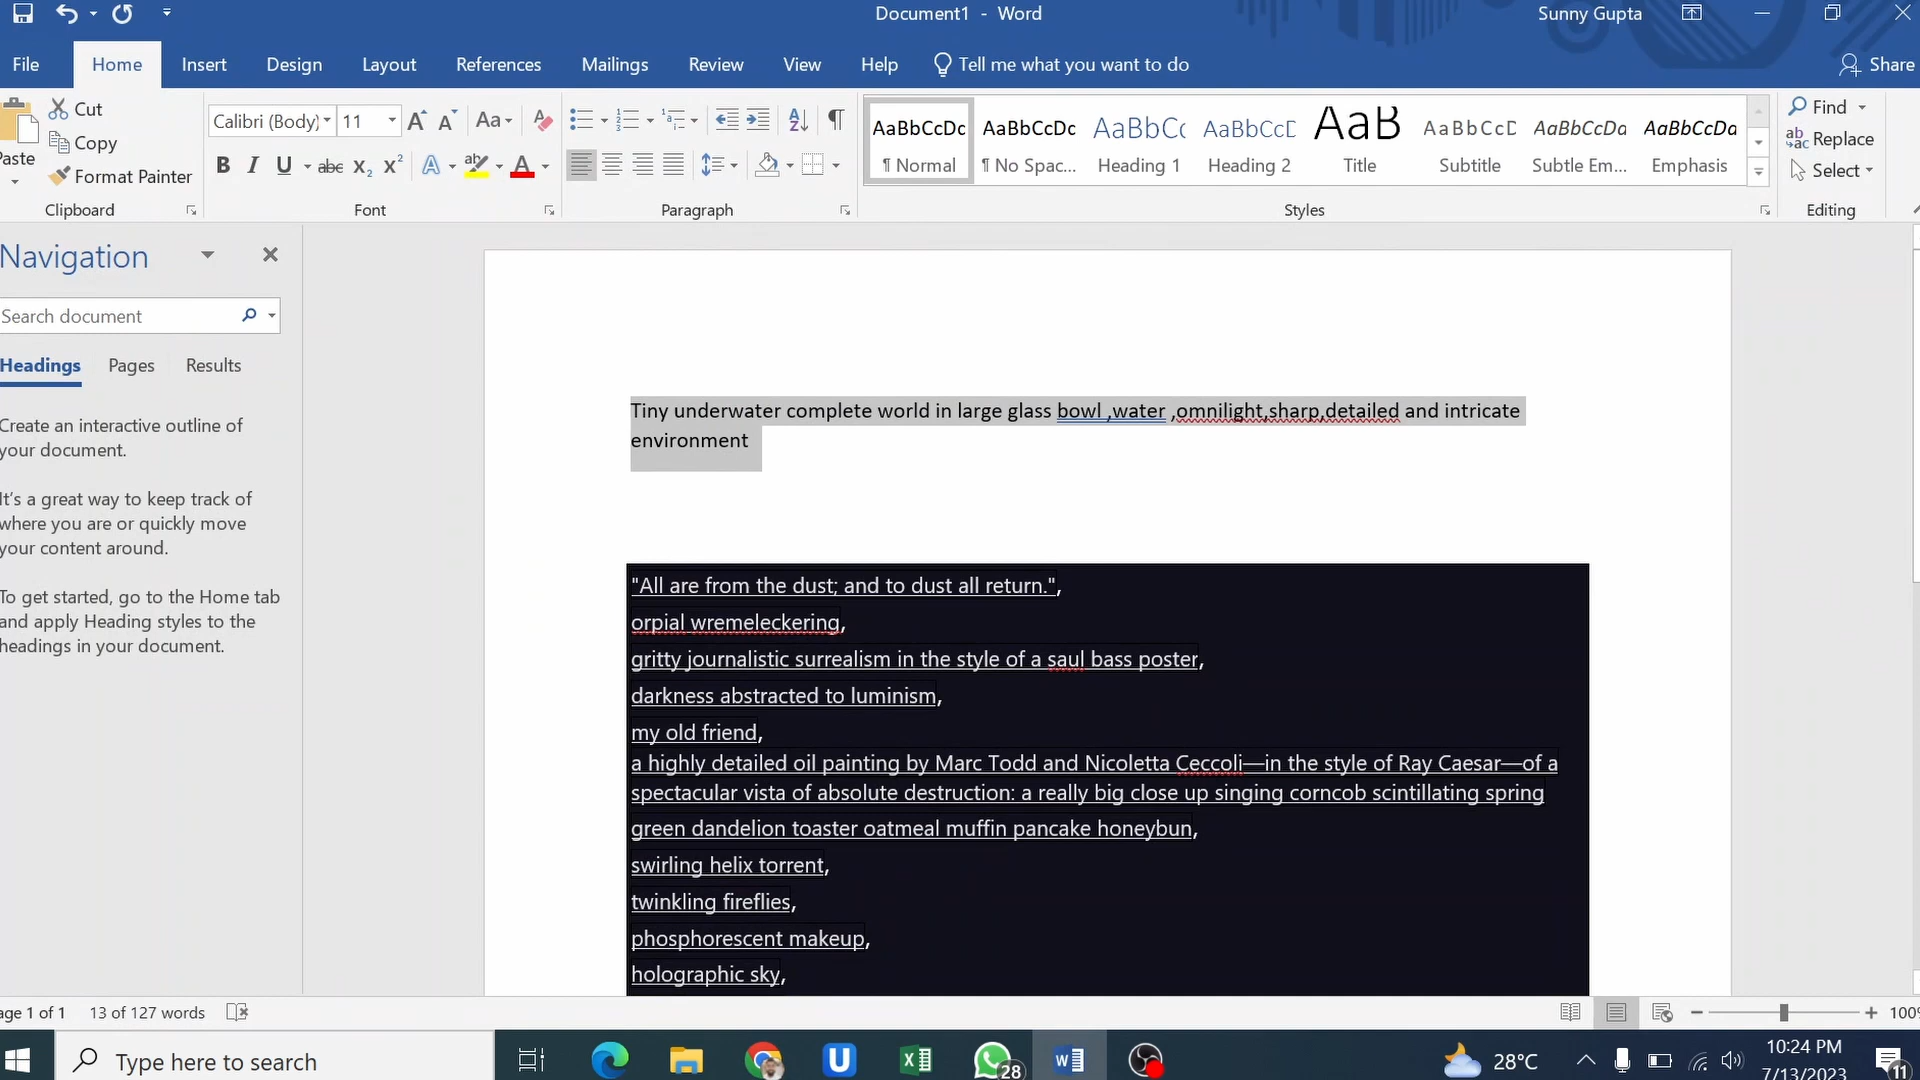 Document1 - Word
Sunny Gupta
File Home Insert Design Layout References Mailings Review View Help Tell me what you want to do Share
Cut
Copy
Format Painter
Clipboard
Calibri (Body) 11
Font
Paragraph
AaBbCcDc AaBbCcDc AaBbCc AaBbCcD AaB AaBbCcD AaBbCcDd AaBbCcDd
¶ Normal ¶ No Spac... Heading 1 Heading 2 Title Subtitle Subtle Em... Emphasis
Styles
Find
Replace
Select
Editing
Navigation
Search document
Headings Pages Results
Create an interactive outline of
your document.
It's a great way to keep track of
where you are or quickly move
your content around.
To get started, go to the Home tab
and apply Heading styles to the
headings in your document.
Tiny underwater complete world in large glass bowl ,water ,omnilight,sharp,detailed and intricate
environment
"All are from the dust; and to dust all return.",
orpial wremeleckering,
gritty journalistic surrealism in the style of a saul bass poster,
darkness abstracted to luminism,
my old friend,
a highly detailed oil painting by Marc Todd and Nicoletta Ceccoli—in the style of Ray Caesar—of a
spectacular vista of absolute destruction: a really big close up singing corncob scintillating spring
green dandelion toaster oatmeal muffin pancake honeybun,
swirling helix torrent,
twinkling fireflies,
phosphorescent makeup,
holographic sky,
age 1 of 1 13 of 127 words
100%
Type here to search
28
28°C
10:24 PM
7/13/2023
11